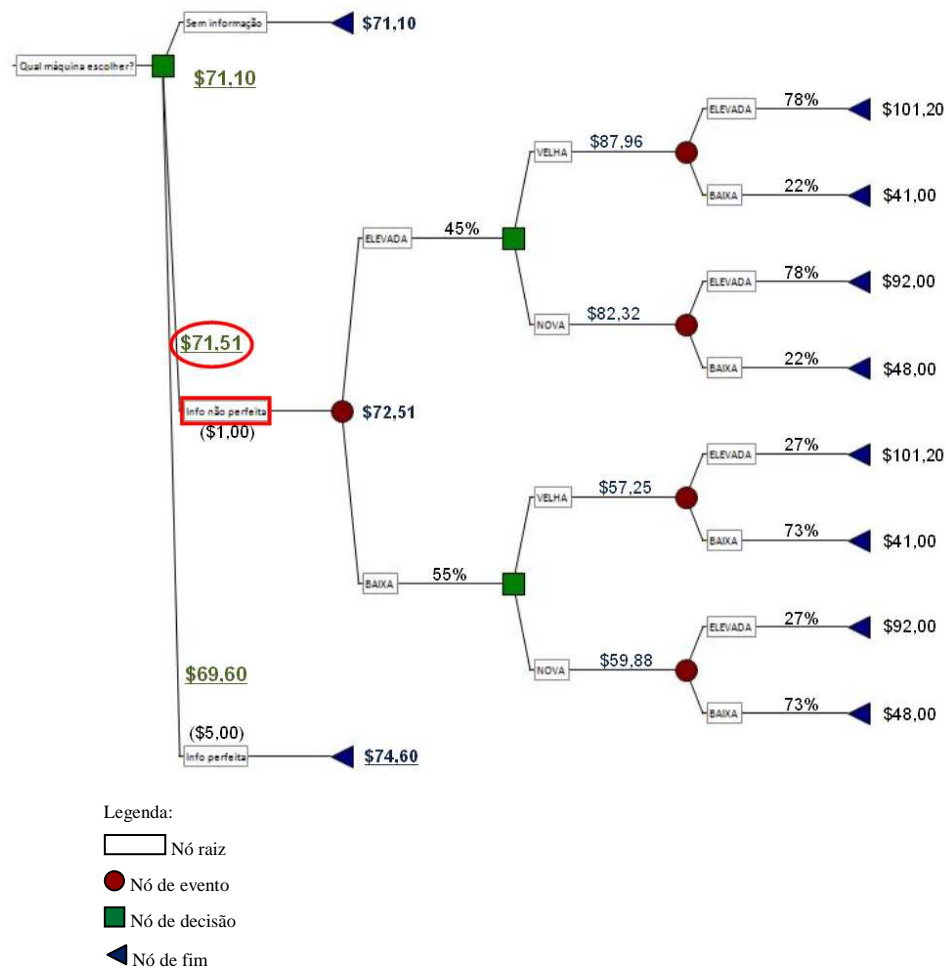 Sem informação
$71,10
Qual máquina escolher?
$71,10
ELEVADA
78%
$101,20
VELHA
$87,96
BAIXA
22%
$41,00
ELEVADA
45%
ELEVADA
78%
$92,00
NOVA
$82,32
BAIXA
22%
$48,00
$71,51
Info não perfeita
($1,00)
$72,51
ELEVADA
27%
$101,20
VELHA
$57,25
BAIXA
73%
$41,00
BAIXA
55%
ELEVADA
27%
$92,00
NOVA
$59,88
BAIXA
73%
$48,00
$69,60
($5,00)
Info perfeita
$74,60
Legenda:
Nó raiz
Nó de evento
Nó de decisão
Nó de fim